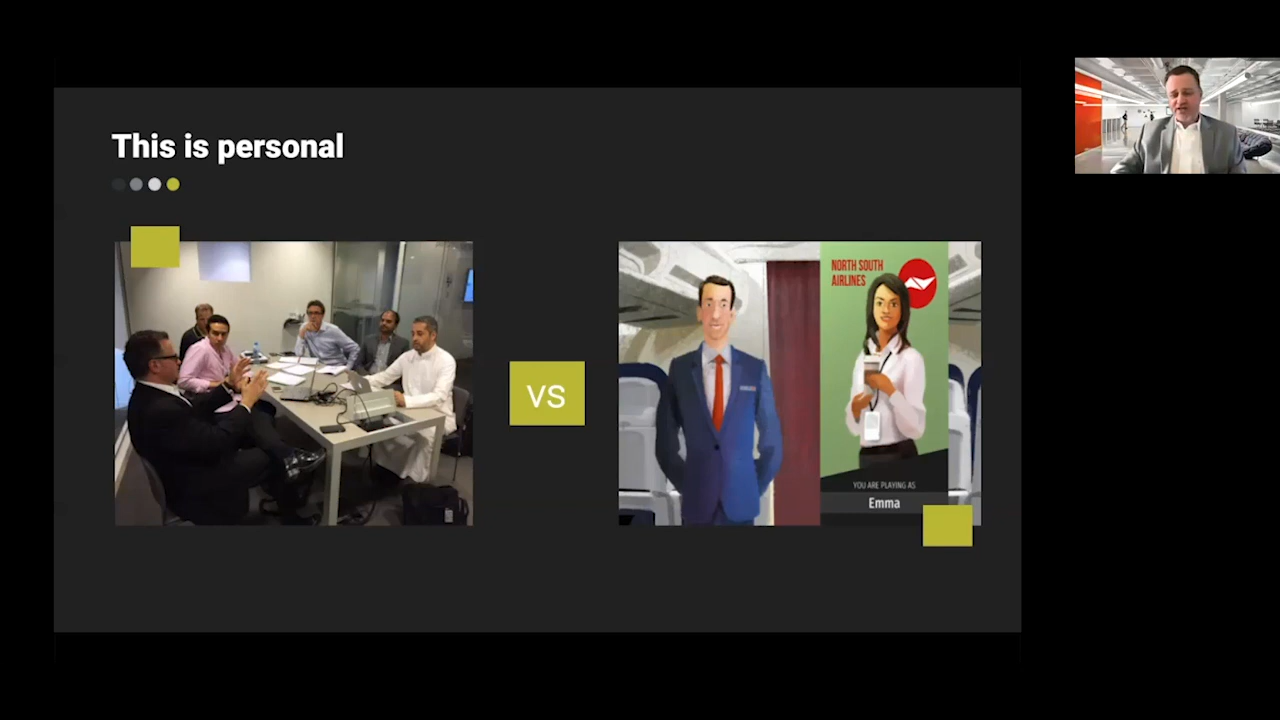 This is personal
VS
NORTH SOUTH
AIRLINES
YOU ARE PLAYING AS
Emma